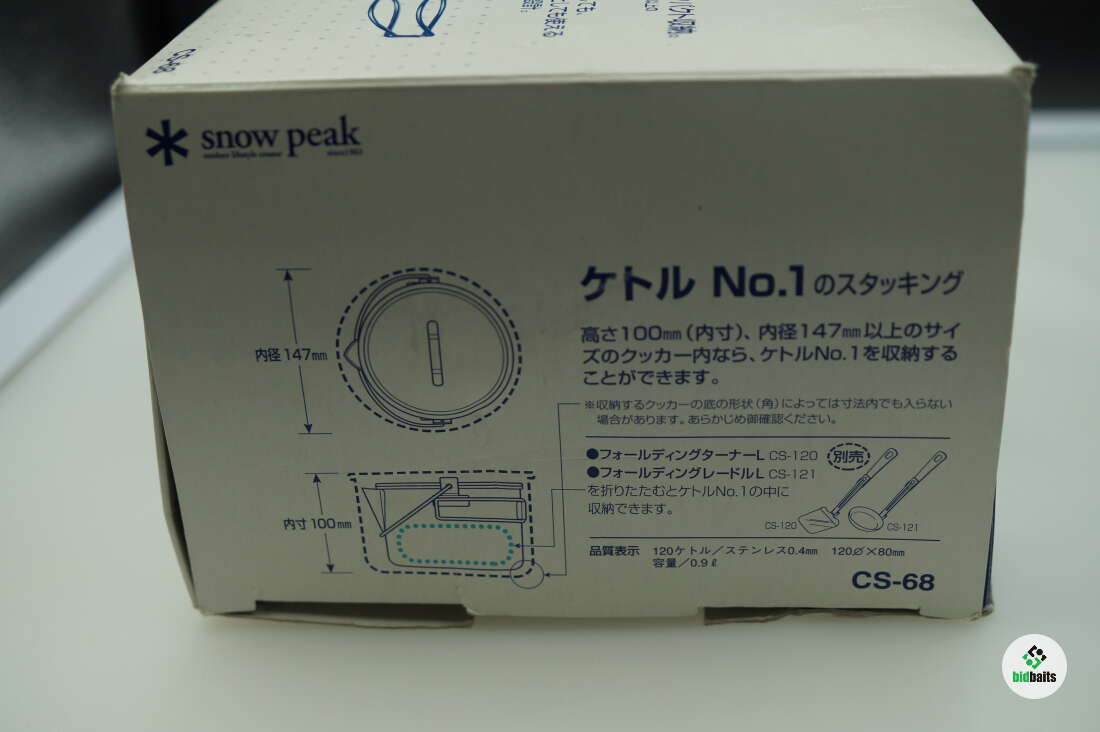 CS-68
snow peak
outdoor lifestyle creator
since1958
ケトル No.1のスタッキング
高さ100mm(内寸)、内径147mm以上のサイ
ズのクッカー内なら、ケトルNo.1を収納する
ことができます。
※収納するクッカーの底の形状(角)によっては寸法内でも入らない
場合があります。あらかじめ御確認ください。
内径147mm
●フォールディングターナーL CS-120
●フォールディングレードルL CS-121
別売
を折りたたむとケトルNo.1の中に
収納できます。
CS-120
CS-121
内寸100mm
品質表示 120ケトル/ステンレス0.4mm 120∅×80mm
容量/0.9ℓ
CS-68
bidbaits